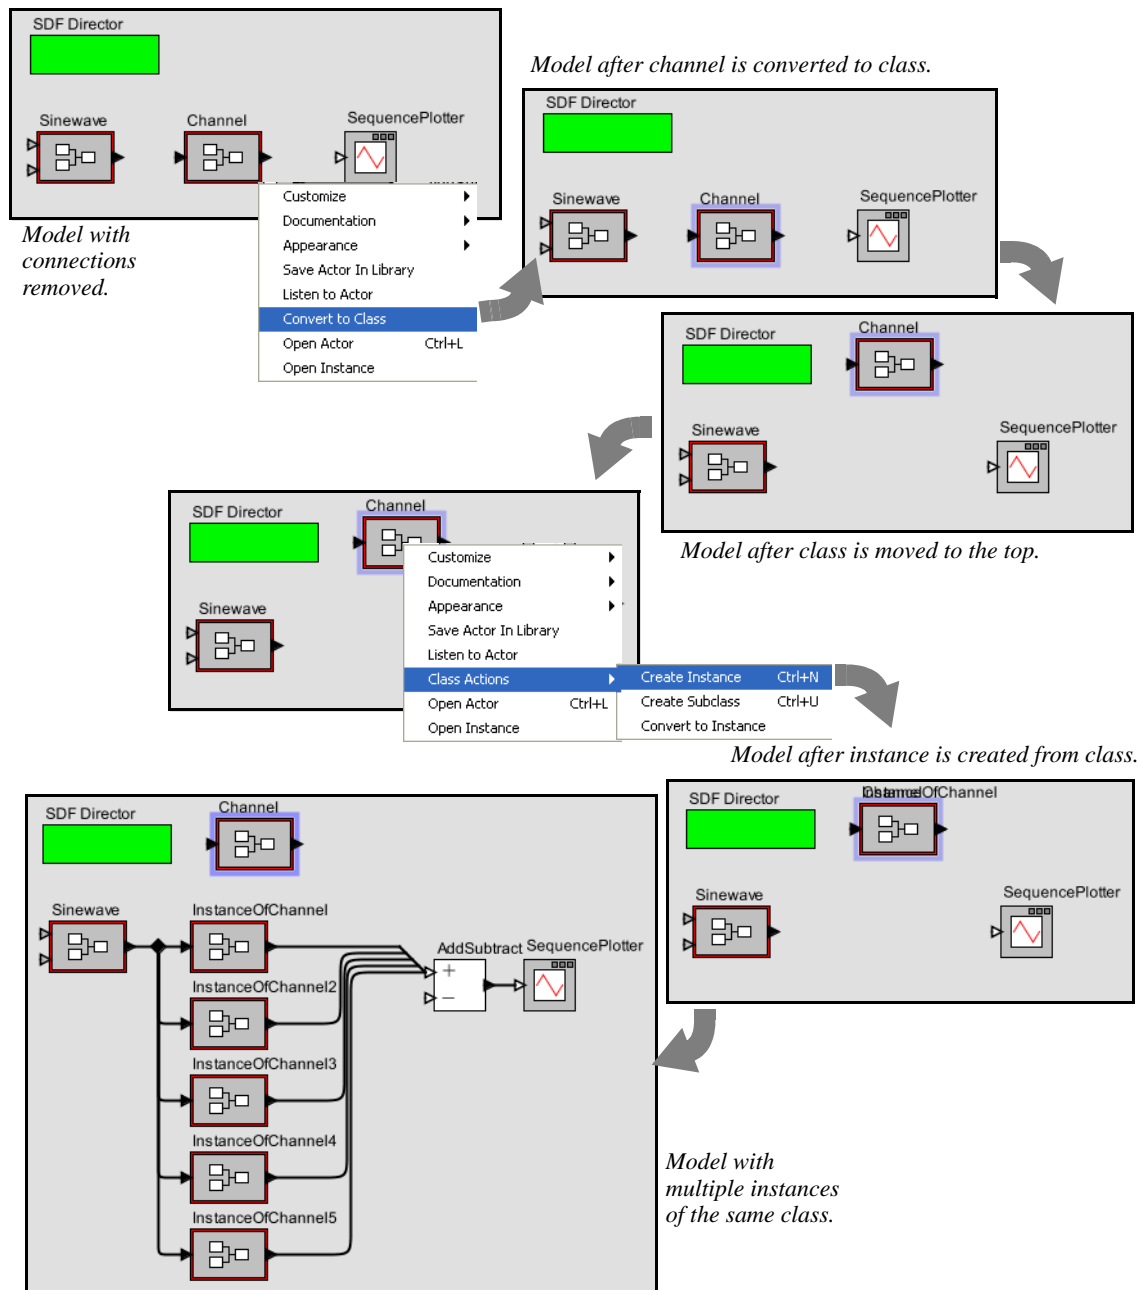 SDF Director
Sinewave
Channel
SequencePlotter
Customize
Documentation
Appearance
Save Actor In Library
Listen to Actor
Convert to Class
Open Actor Ctrl+L
Open Instance
Model with
connections
removed.
Model after channel is converted to class.
SDF Director
Sinewave
Channel
SequencePlotter
SDF Director
Channel
Sinewave
SequencePlotter
Model after class is moved to the top.
SDF Director
Channel
Sinewave
Customize
Documentation
Appearance
Save Actor In Library
Listen to Actor
Class Actions
Open Actor Ctrl+L
Open Instance
Create Instance Ctrl+N
Create Subclass Ctrl+U
Convert to Instance
Model after instance is created from class.
SDF Director
InstanceOfChannel
Sinewave
SequencePlotter
SDF Director
Channel
Sinewave
InstanceOfChannel
AddSubtract
SequencePlotter
+
−
InstanceOfChannel2
InstanceOfChannel3
InstanceOfChannel4
InstanceOfChannel5
Model with
multiple instances
of the same class.